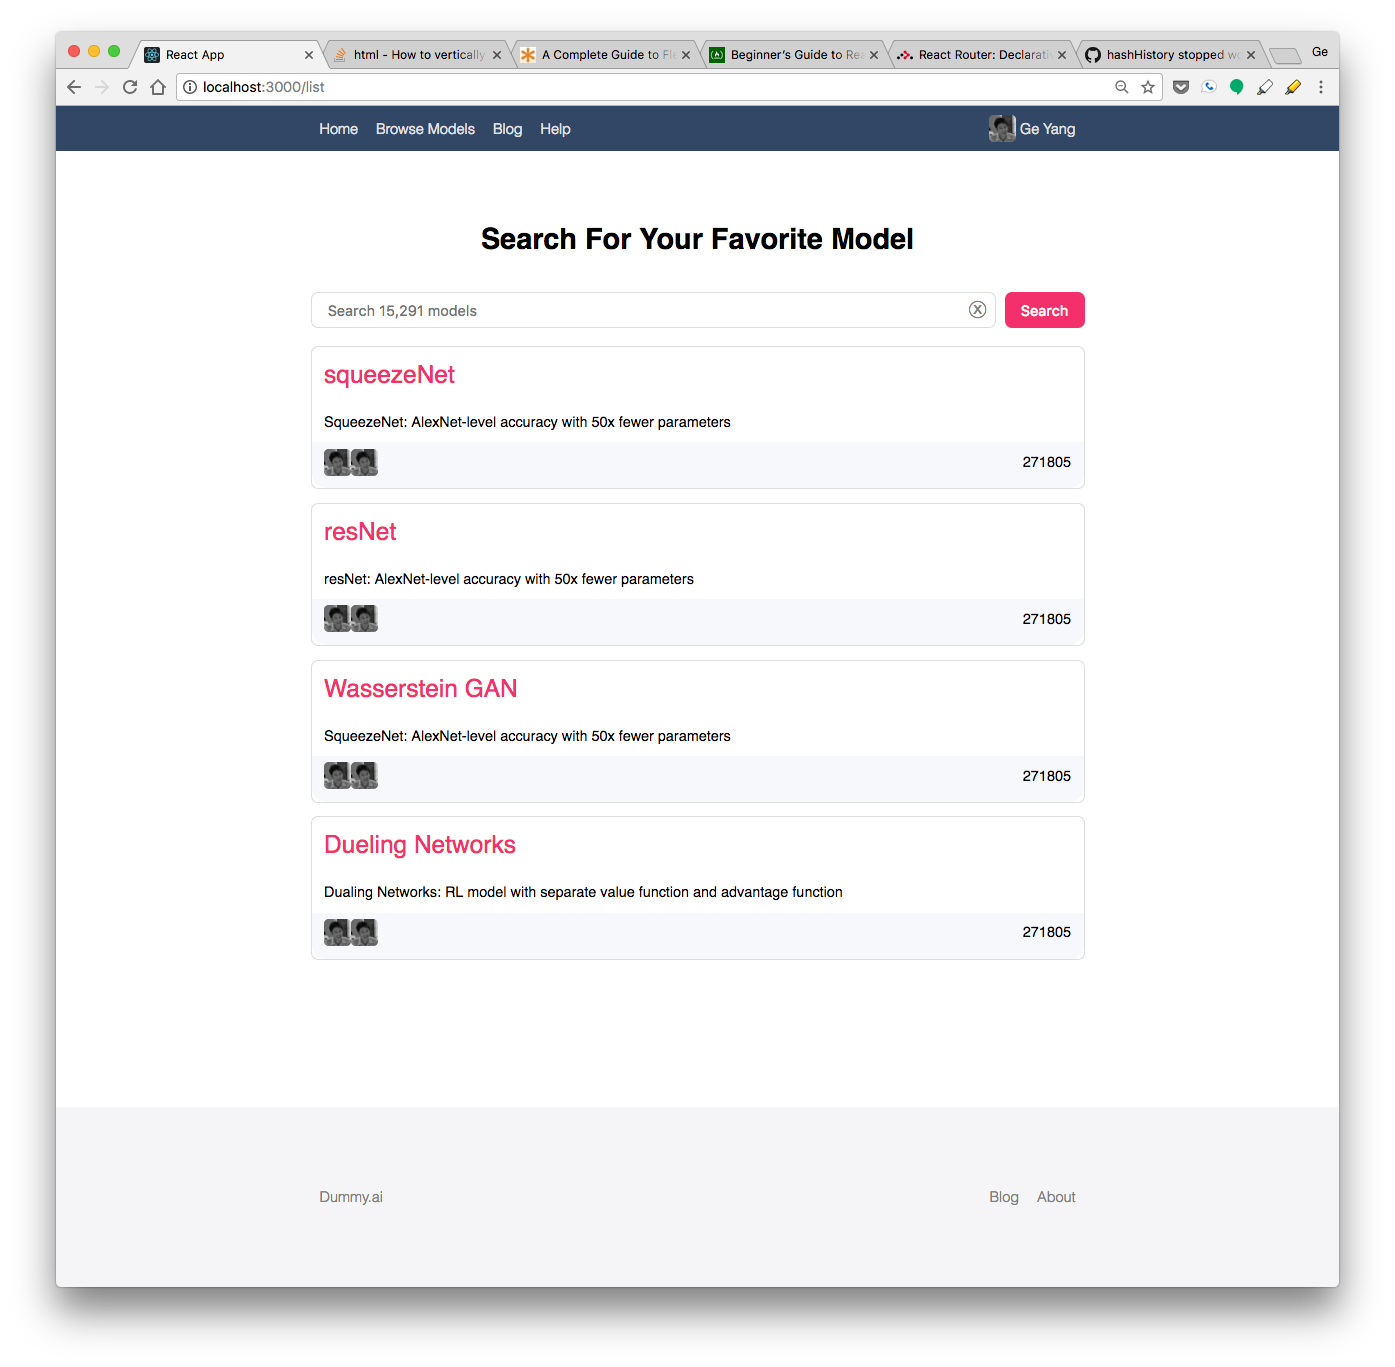 React App
html - How to vertically
A Complete Guide to Fle
Beginner's Guide to Rea
React Router: Declarati
hashHistory stopped wo
Ge
localhost:3000/list
Home Browse Models Blog Help Ge Yang
Search For Your Favorite Model
Search 15,291 models Search
squeezeNet
SqueezeNet: AlexNet-level accuracy with 50x fewer parameters
271805
resNet
resNet: AlexNet-level accuracy with 50x fewer parameters
271805
Wasserstein GAN
SqueezeNet: AlexNet-level accuracy with 50x fewer parameters
271805
Dueling Networks
Dualing Networks: RL model with separate value function and advantage function
271805
Dummy.ai Blog About